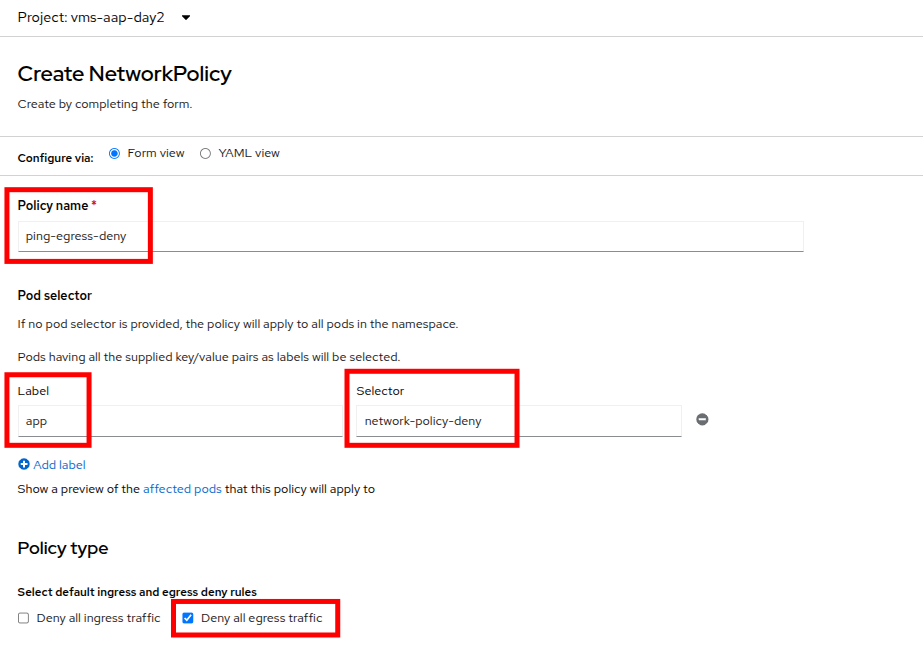 Project: vms-aap-day2
Create NetworkPolicy
Create by completing the form.
Configure via: Form view YAML view
Policy name *
ping-egress-deny
Pod selector
If no pod selector is provided, the policy will apply to all pods in the namespace.
Pods having all the supplied key/value pairs as labels will be selected.
Label Selector
app network-policy-deny
Add label
Show a preview of the affected pods that this policy will apply to
Policy type
Select default ingress and egress deny rules
Deny all ingress traffic Deny all egress traffic